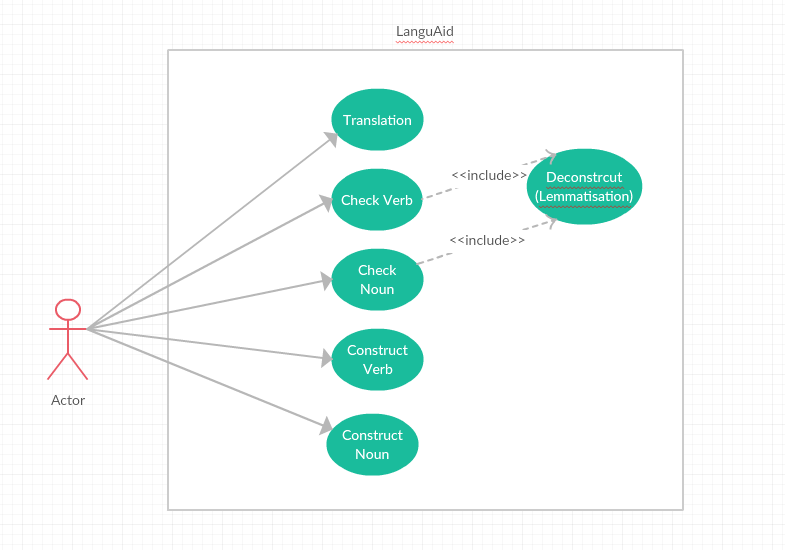 LanguAid
Translation
Check Verb
<<include>>
Deconstrcut
(Lemmatisation)
<<include>>
Check
Noun
Construct
Verb
Actor
Construct
Noun